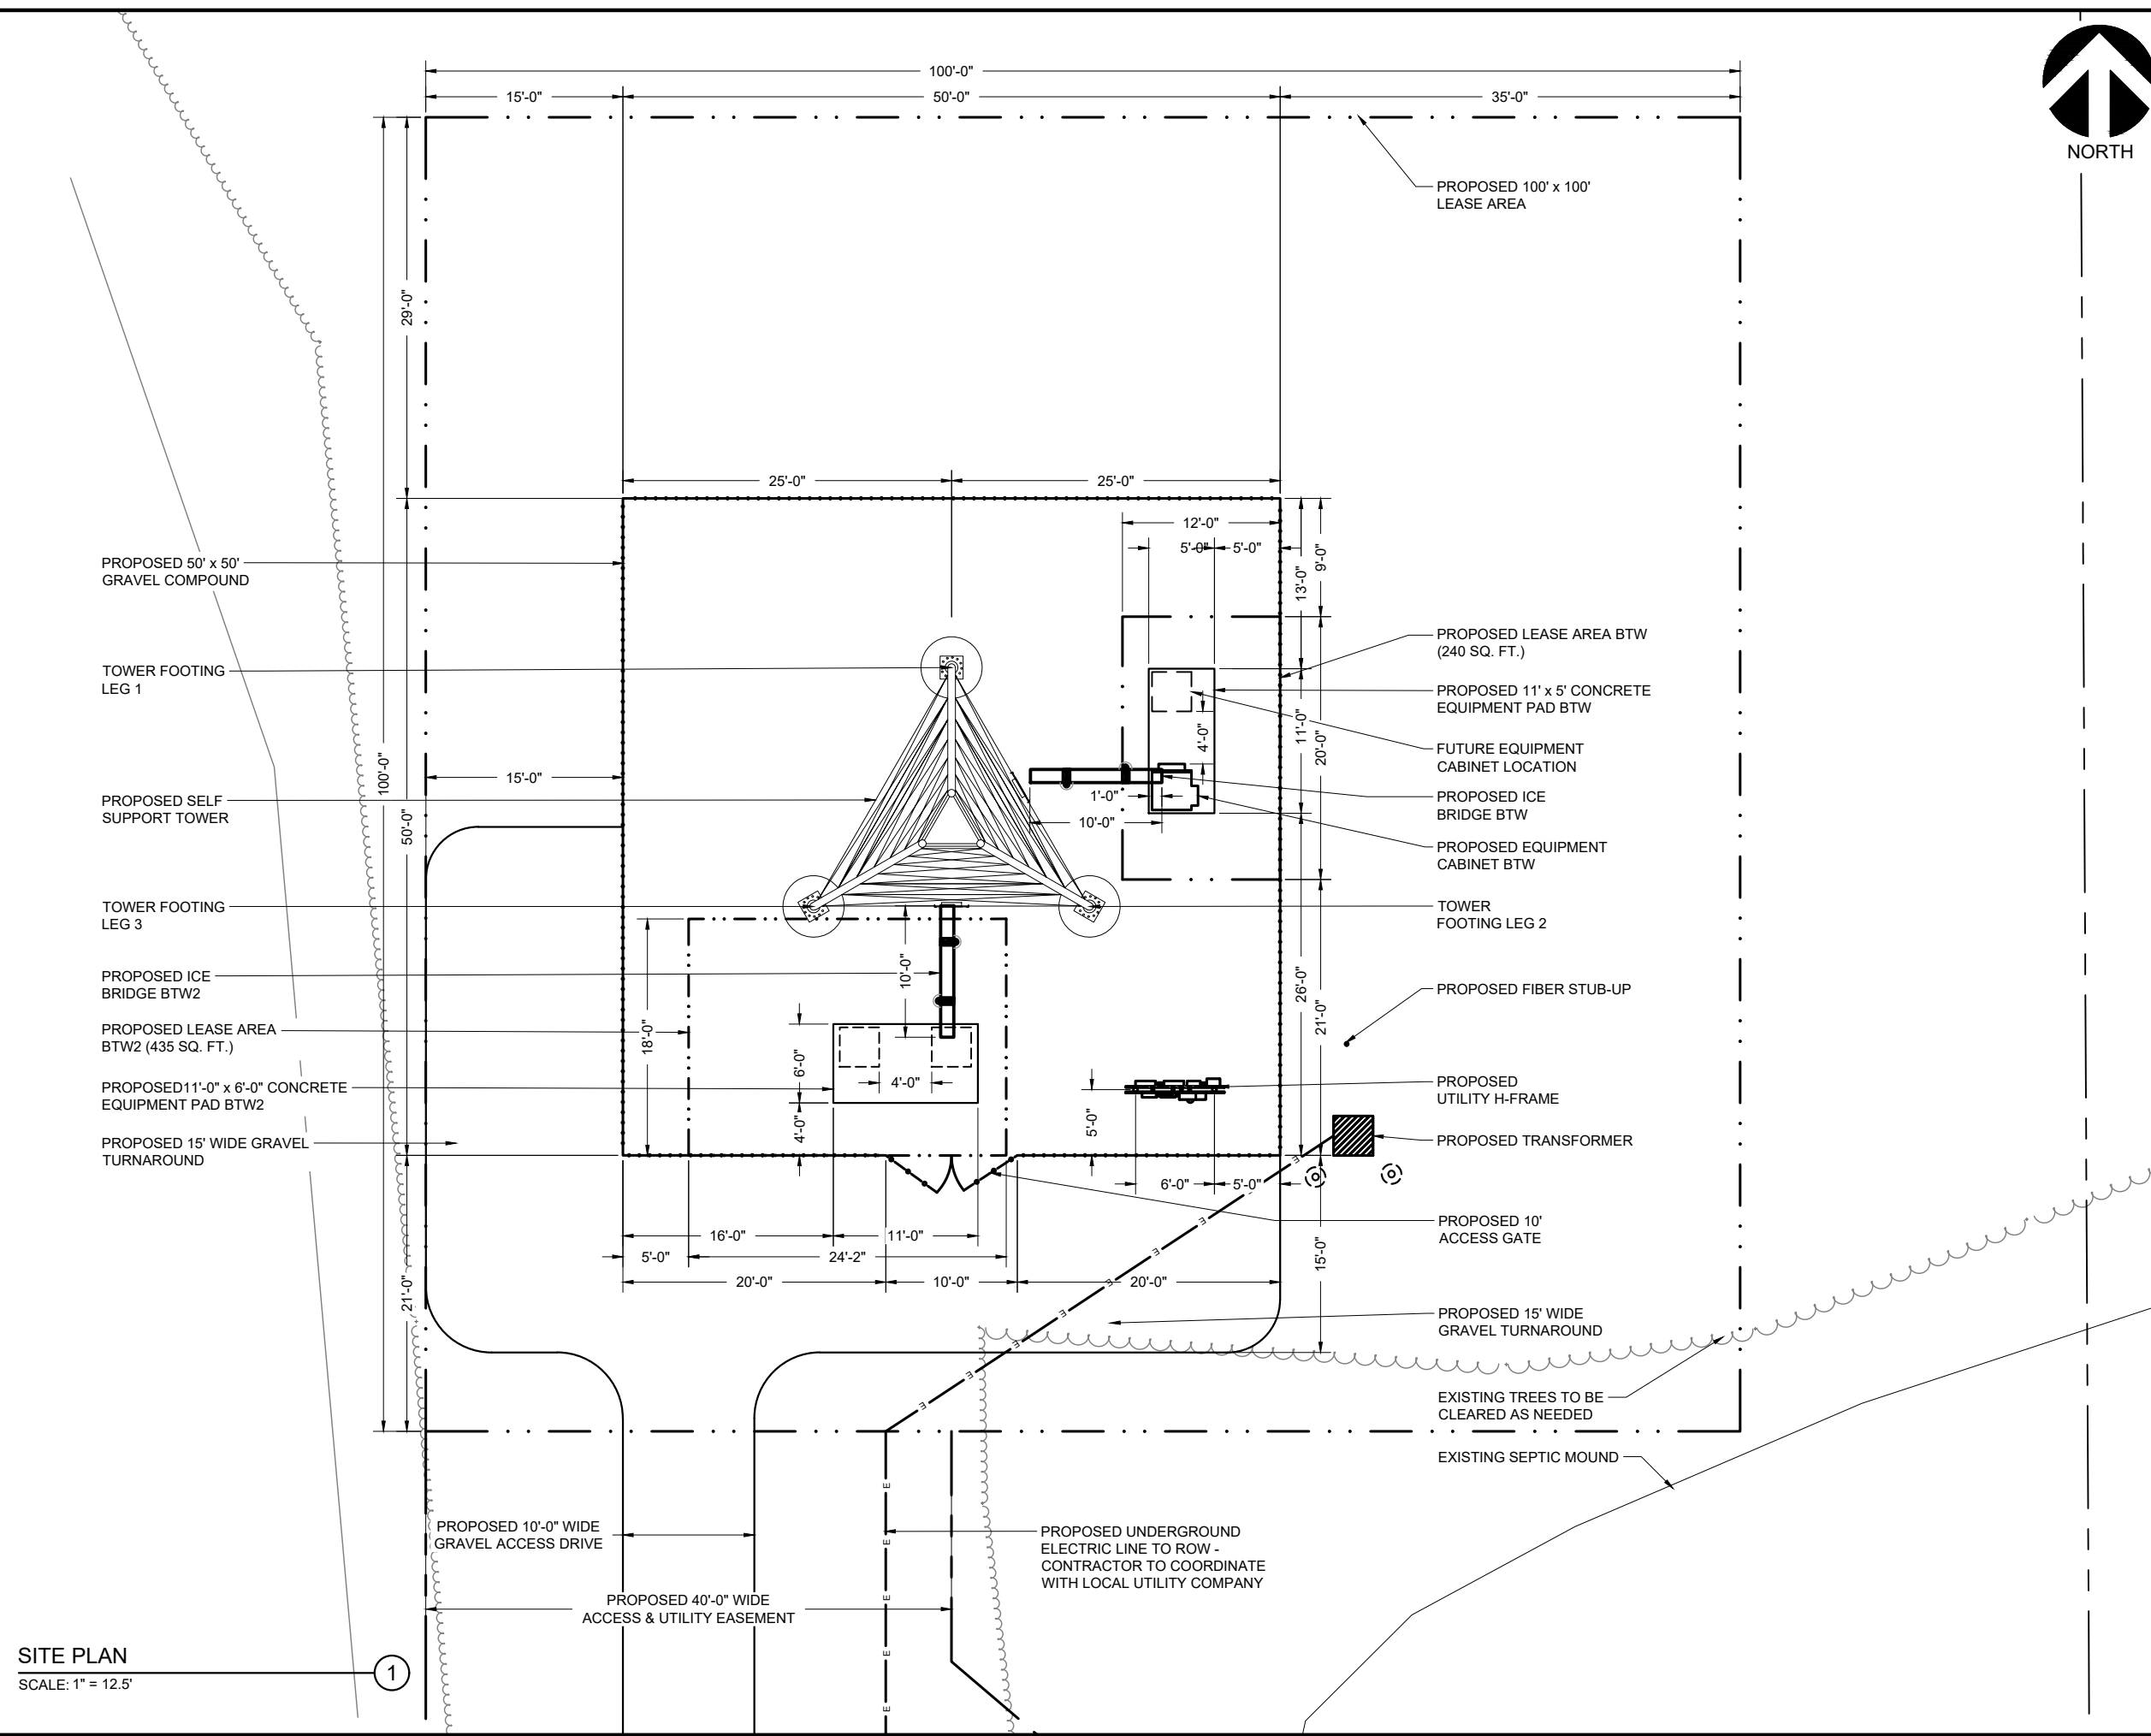 100'-0"
15'-0"
50'-0"
35'-0"
NORTH
PROPOSED 100' x 100'
LEASE AREA
29'-0"
25'-0"
25'-0"
12'-0"
5'-0"
5'-0"
13'-0"
9'-0"
PROPOSED 50' x 50'
GRAVEL COMPOUND
PROPOSED LEASE AREA BTW
(240 SQ. FT.)
TOWER FOOTING
LEG 1
PROPOSED 11' x 5' CONCRETE
EQUIPMENT PAD BTW
11'-0"
4'-0"
20'-0"
FUTURE EQUIPMENT
CABINET LOCATION
100'-0"
15'-0"
PROPOSED SELF
SUPPORT TOWER
1'-0"
PROPOSED ICE
BRIDGE BTW
50'-0"
10'-0"
PROPOSED EQUIPMENT
CABINET BTW
TOWER FOOTING
LEG 3
TOWER
FOOTING LEG 2
PROPOSED ICE
BRIDGE BTW2
10'-0"
26'-0"
21'-0"
PROPOSED FIBER STUB-UP
PROPOSED LEASE AREA
BTW2 (435 SQ. FT.)
18'-0"
6'-0"
4'-0"
PROPOSED11'-0" x 6'-0" CONCRETE
EQUIPMENT PAD BTW2
PROPOSED
UTILITY H-FRAME
4'-0"
5'-0"
PROPOSED 15' WIDE GRAVEL
TURNAROUND
PROPOSED TRANSFORMER
E
6'-0"
5'-0"
16'-0"
11'-0"
E
PROPOSED 10'
ACCESS GATE
5'-0"
24'-2"
E
15'-0"
20'-0"
10'-0"
E
20'-0"
21'-0"
E
PROPOSED 15' WIDE
GRAVEL TURNAROUND
E
E
E
EXISTING TREES TO BE
CLEARED AS NEEDED
EXISTING SEPTIC MOUND
E
PROPOSED 10'-0" WIDE
GRAVEL ACCESS DRIVE
E
PROPOSED UNDERGROUND
ELECTRIC LINE TO ROW -
CONTRACTOR TO COORDINATE
WITH LOCAL UTILITY COMPANY
E
PROPOSED 40'-0" WIDE
ACCESS & UTILITY EASEMENT
E
SITE PLAN
1
SCALE: 1" = 12.5'
E